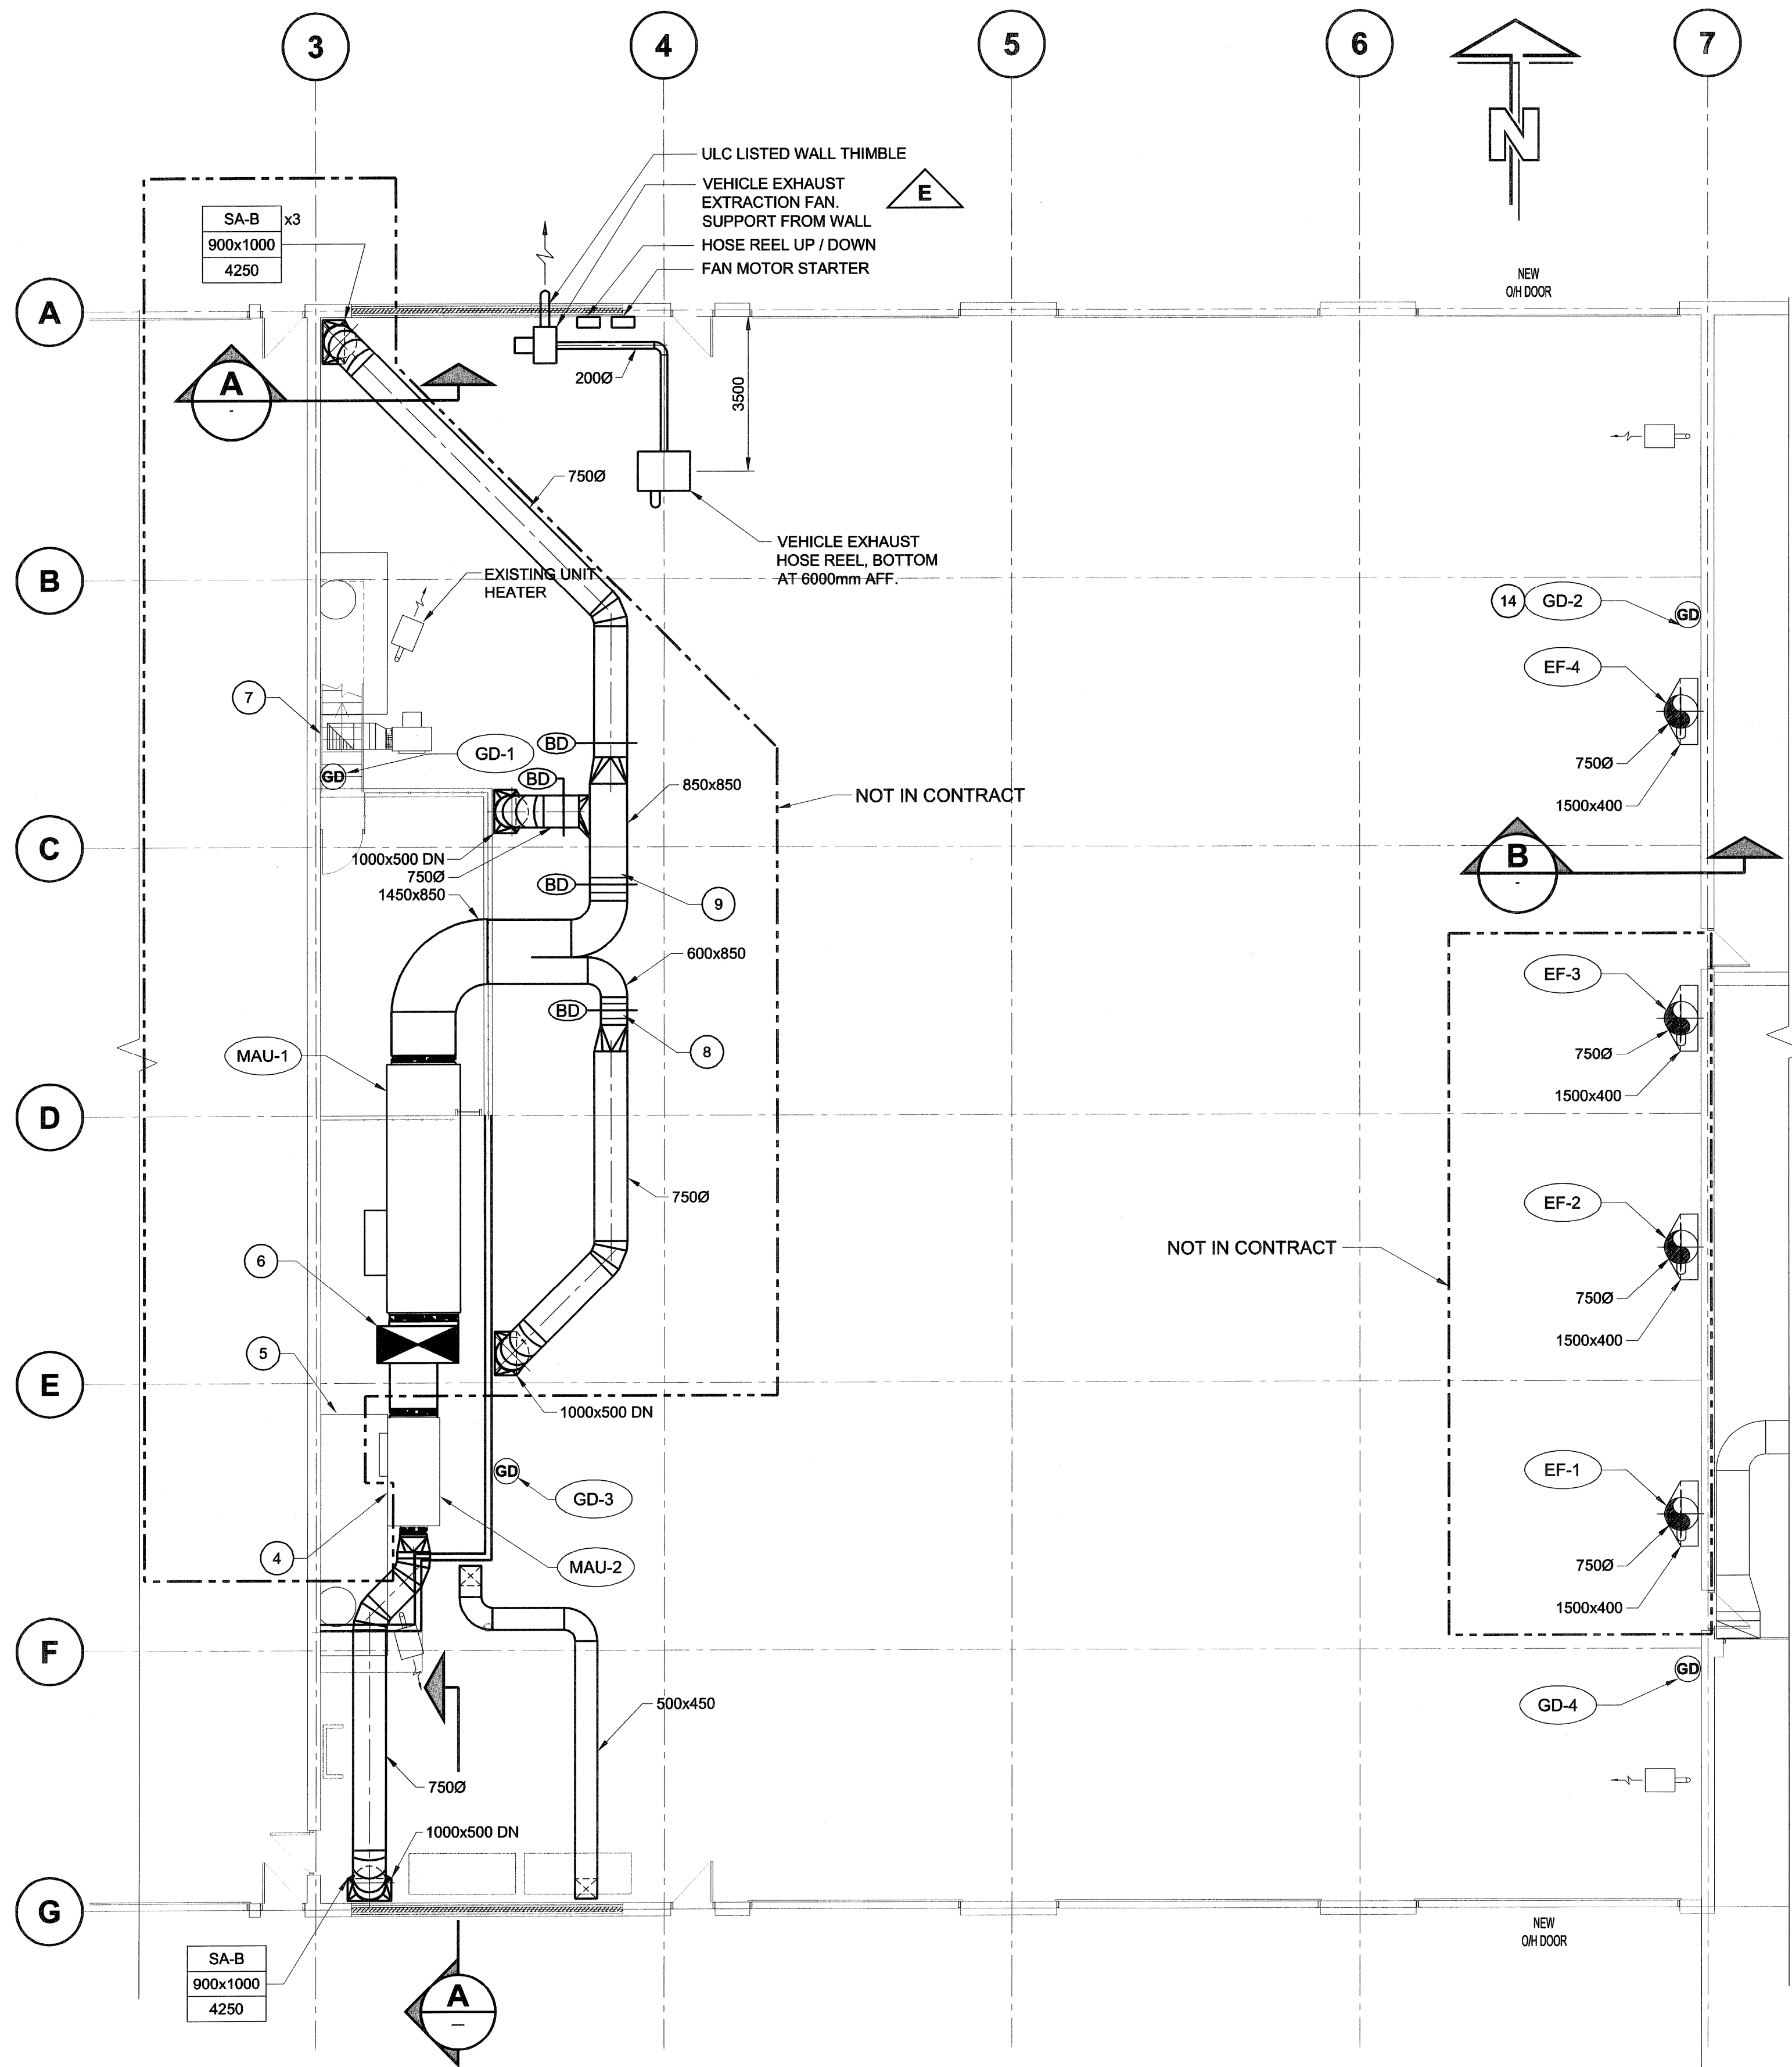 3
4
5
6
7
N
ULC LISTED WALL THIMBLE
VEHICLE EXHAUST
EXTRACTION FAN.
SUPPORT FROM WALL
E
HOSE REEL UP / DOWN
FAN MOTOR STARTER
SA-B x3
900x1000
4250
NEW
O/H DOOR
A
A
-
200Ø
3500
750Ø
VEHICLE EXHAUST
HOSE REEL, BOTTOM
AT 6000mm AFF.
B
EXISTING UNIT
HEATER
14
GD-2
GD
EF-4
750Ø
1500x400
7
GD-1
GD
BD
BD
850x850
NOT IN CONTRACT
C
1000x500 DN
750Ø
1450x850
BD
9
B
-
600x850
EF-3
750Ø
1500x400
BD
8
MAU-1
D
750Ø
EF-2
750Ø
1500x400
NOT IN CONTRACT
6
5
E
1000x500 DN
GD
GD-3
EF-1
750Ø
1500x400
4
MAU-2
F
GD
GD-4
500x450
750Ø
1000x500 DN
G
NEW
O/H DOOR
SA-B
900x1000
4250
A
-